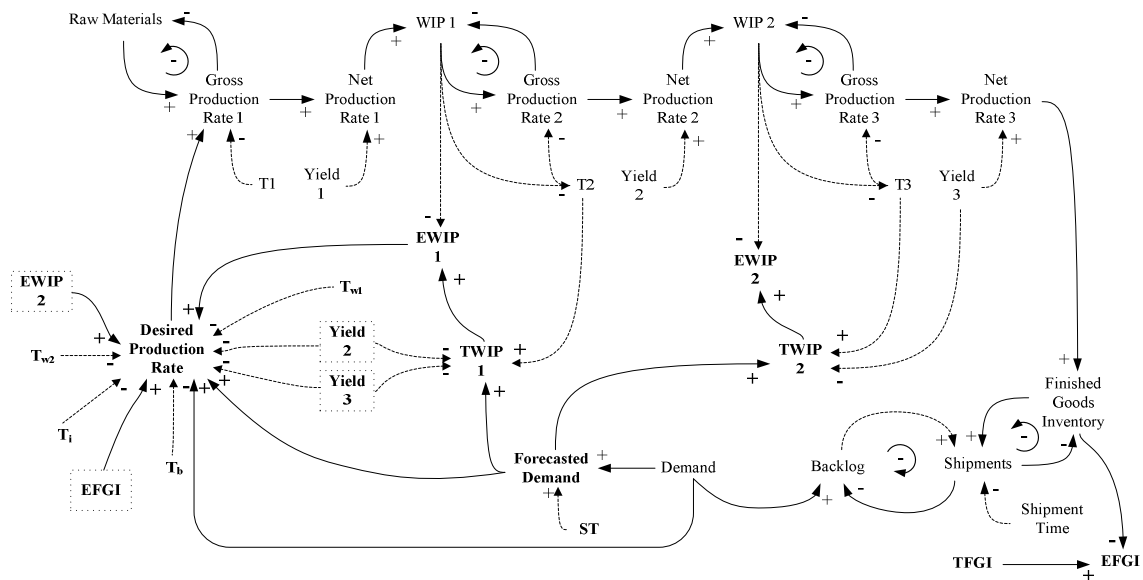 Raw Materials
-
WIP 1
-
WIP 2
-
-
-
-
+
+
Gross
Production
Rate 1
Net
Production
Rate 1
Gross
Production
Rate 2
Net
Production
Rate 2
Gross
Production
Rate 3
Net
Production
Rate 3
+
+
+
+
+
+
+
-
+
-
+
-
+
T1
Yield
1
T2
-
Yield
2
T3
-
Yield
3
-
EWIP
1
-
EWIP
2
+
+
EWIP
2
Tw1
+
-
+
Desired
Production
Rate
-
-
Yield
2
-
TWIP
1
+
TWIP
2
+
Tw2
-
-
+
-
+
-
+
+
Yield
3
-
+
+
-
+
Finished
Goods
Inventory
Ti
EFGI
Tb
Forecasted
Demand
+
+
Demand
Backlog
+
-
-
+
+
-
Shipments
-
-
ST
Shipment
Time
TFGI
+
-
EFGI